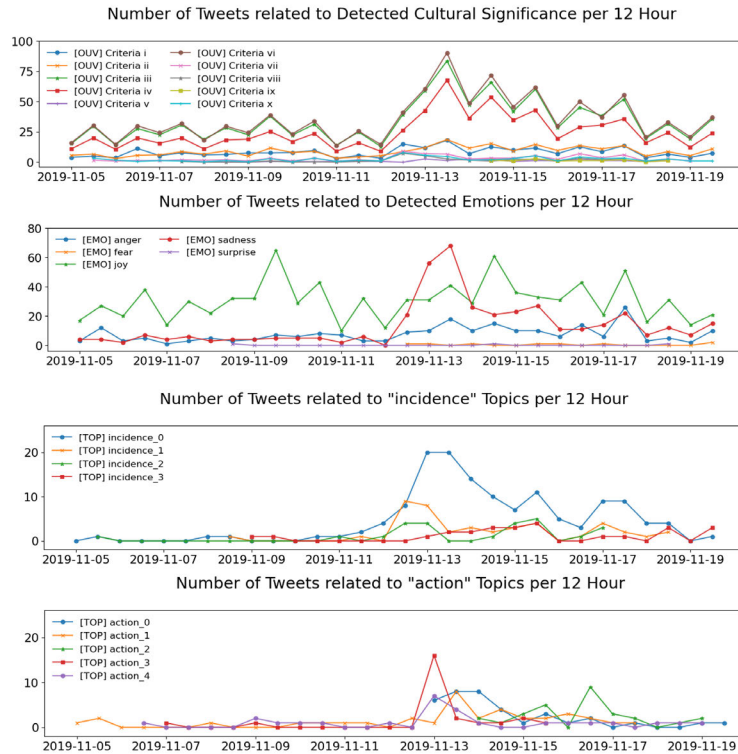 Number of Tweets related to Detected Cultural Significance per 12 Hour
100
75
50
25
0
[OUV] Criteria i
[OUV] Criteria ii
[OUV] Criteria iii
[OUV] Criteria iv
[OUV] Criteria v
[OUV] Criteria vi
[OUV] Criteria vii
[OUV] Criteria viii
[OUV] Criteria ix
[OUV] Criteria x
2019-11-05 2019-11-07 2019-11-09 2019-11-11 2019-11-13 2019-11-15 2019-11-17 2019-11-19
Number of Tweets related to Detected Emotions per 12 Hour
80
60
40
20
0
[EMO] anger
[EMO] fear
[EMO] joy
[EMO] sadness
[EMO] surprise
2019-11-05 2019-11-07 2019-11-09 2019-11-11 2019-11-13 2019-11-15 2019-11-17 2019-11-19
Number of Tweets related to "incidence" Topics per 12 Hour
20
10
0
[TOP] incidence_0
[TOP] incidence_1
[TOP] incidence_2
[TOP] incidence_3
2019-11-05 2019-11-07 2019-11-09 2019-11-11 2019-11-13 2019-11-15 2019-11-17 2019-11-19
Number of Tweets related to "action" Topics per 12 Hour
20
10
0
[TOP] action_0
[TOP] action_1
[TOP] action_2
[TOP] action_3
[TOP] action_4
2019-11-05 2019-11-07 2019-11-09 2019-11-11 2019-11-13 2019-11-15 2019-11-17 2019-11-19